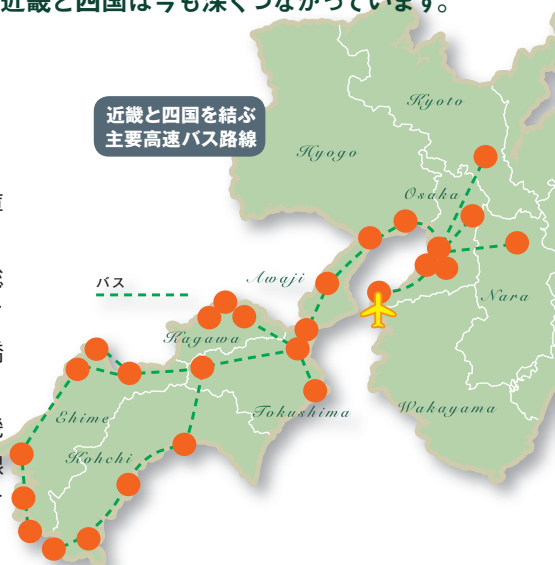 近畿と四国は今も深くつながっています。
近畿と四国を結ぶ
主要高速バス路線
Kyoto
Hyogo
Osaka
バス
Awaji
Nara
Kagawa
Ehime
Tokushima
Wakayama
Kohchi